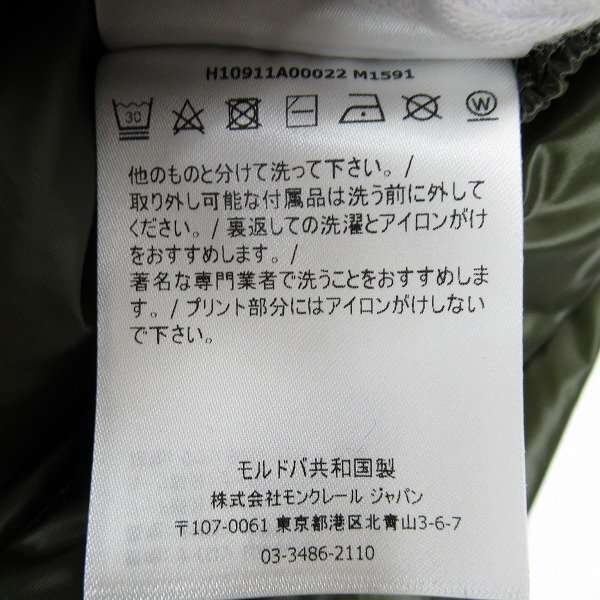 H10911A00022 M1591
30 W
他のものと分けて洗って下さい。/
取り外し可能な付属品は洗う前に外して
ください。/ 裏返しての洗濯とアイロンがけ
をおすすめします。/
著名な専門業者で洗うことをおすすめしま
す。/ プリント部分にはアイロンがけしない
で下さい。
モルドバ共和国製
株式会社モンクレール ジャパン
〒107-0061 東京都港区北青山3-6-7
03-3486-2110